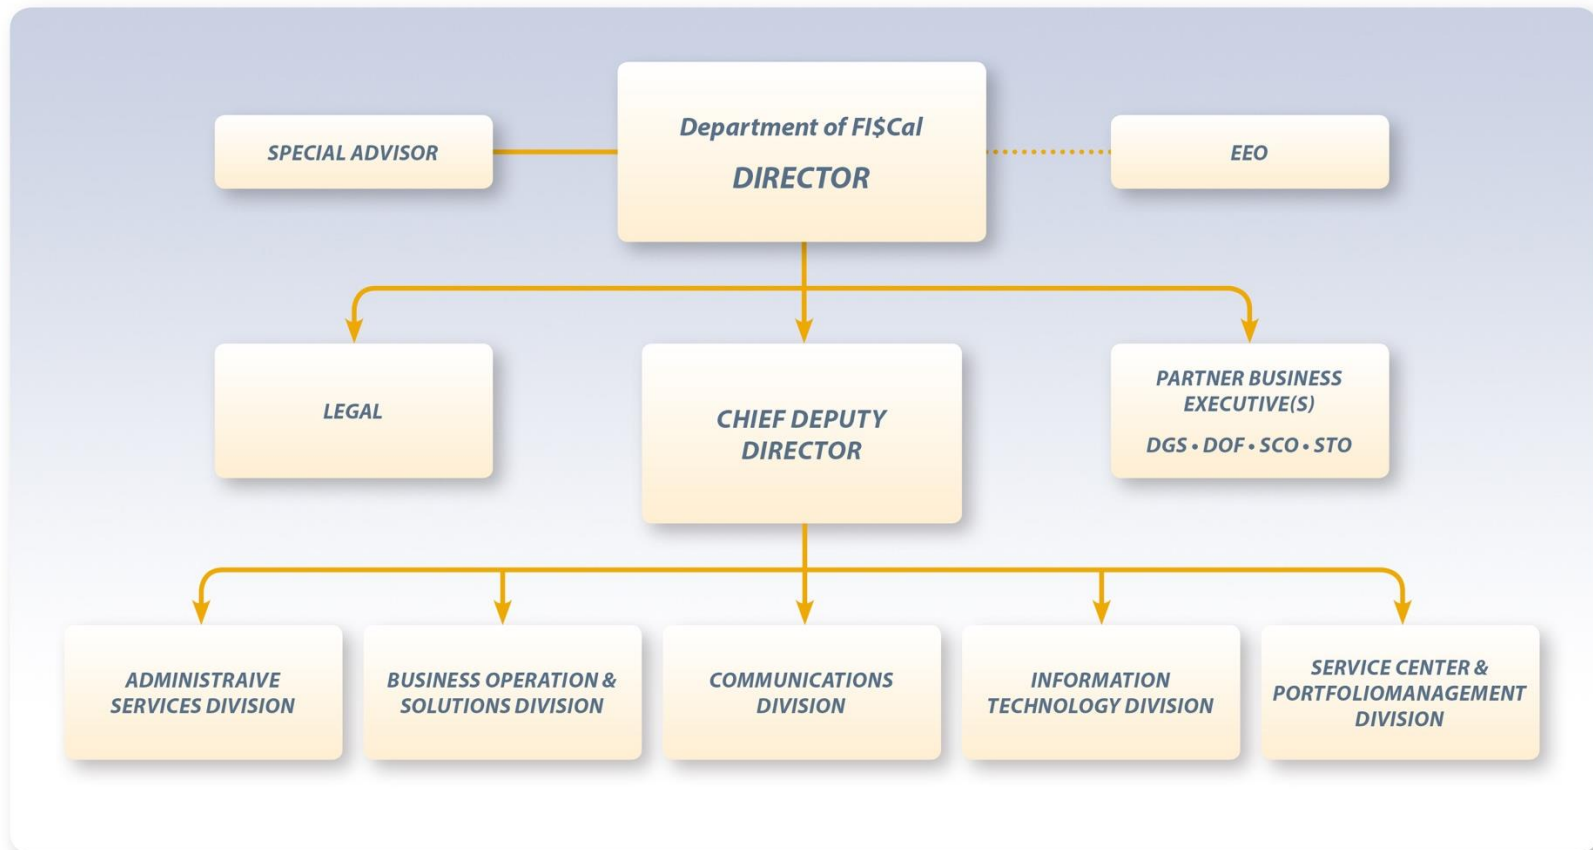 Department of FI$Cal
DIRECTOR
SPECIAL ADVISOR
EEO
LEGAL
CHIEF DEPUTY
DIRECTOR
PARTNER BUSINESS
EXECUTIVE(S)
DGS • DOF • SCO • STO
ADMINISTRAIVE
SERVICES DIVISION
BUSINESS OPERATION &
SOLUTIONS DIVISION
COMMUNICATIONS
DIVISION
INFORMATION
TECHNOLOGY DIVISION
SERVICE CENTER &
PORTFOLIOMANAGEMENT
DIVISION